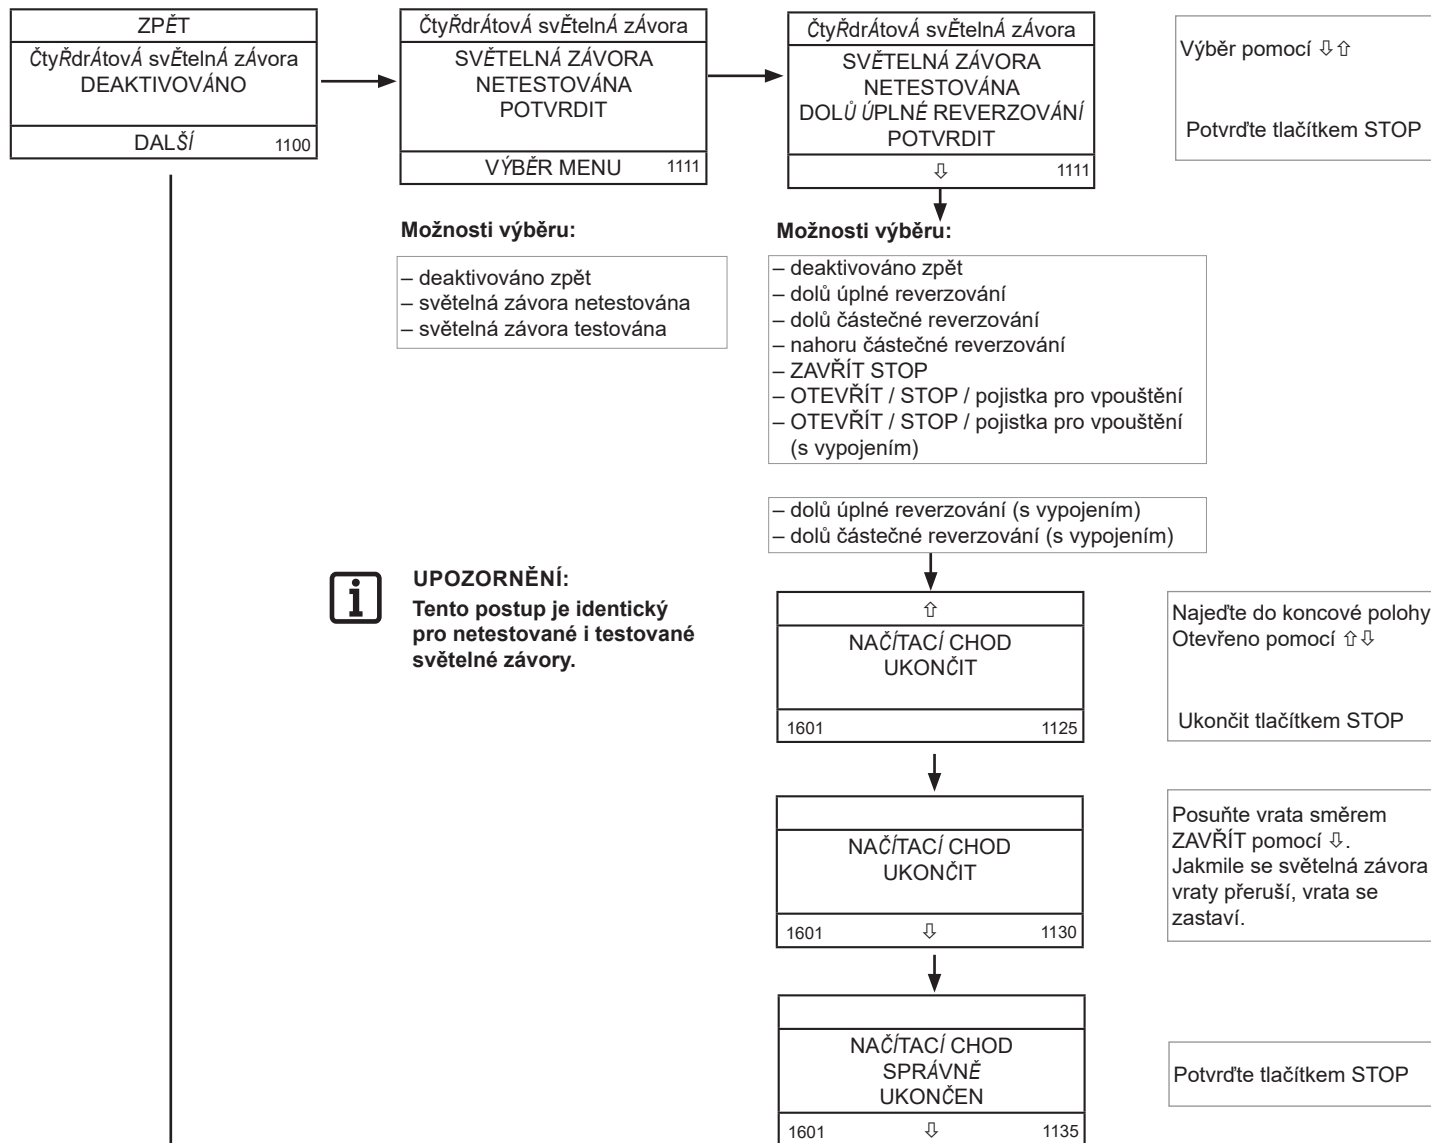 ZPĚT
ČtyŘdrÁtovÁ svĚtelnÁ zÁvora
DEAKTIVOVÁNO
DALŠÍ 1100
ČtyŘdrÁtovÁ svĚtelnÁ zÁvora
SVĚTELNÁ ZÁVORA
NETESTOVÁNA
POTVRDIT
VÝBĚR MENU 1111
ČtyŘdrÁtovÁ svĚtelnÁ zÁvora
SVĚTELNÁ ZÁVORA
NETESTOVÁNA
DOLŮ ÚPLNÉ REVERZOVÁNÍ
POTVRDIT
⇩ 1111
Výběr pomocí ⇩⇧
Potvrďte tlačítkem STOP
Možnosti výběru:
– deaktivováno zpět
– světelná závora netestována
– světelná závora testována
Možnosti výběru:
– deaktivováno zpět
– dolů úplné reverzování
– dolů částečné reverzování
– nahoru částečné reverzování
– ZAVŘÍT STOP
– OTEVŘÍT / STOP / pojistka pro vpouštění
– OTEVŘÍT / STOP / pojistka pro vpouštění
(s vypojením)
– dolů úplné reverzování (s vypojením)
– dolů částečné reverzování (s vypojením)
UPOZORNĚNÍ:
Tento postup je identický
pro netestované i testované
světelné závory.
⇧
NAČÍTACÍ CHOD
UKONČIT
1601 1125
Najeďte do koncové polohy
Otevřeno pomocí ⇧⇩
Ukončit tlačítkem STOP
NAČÍTACÍ CHOD
UKONČIT
1601 ⇩ 1130
Posuňte vrata směrem
ZAVŘÍT pomocí ⇩.
Jakmile se světelná závora
vraty přeruší, vrata se
zastaví.
NAČÍTACÍ CHOD
SPRÁVNĚ
UKONČEN
1601 ⇩ 1135
Potvrďte tlačítkem STOP